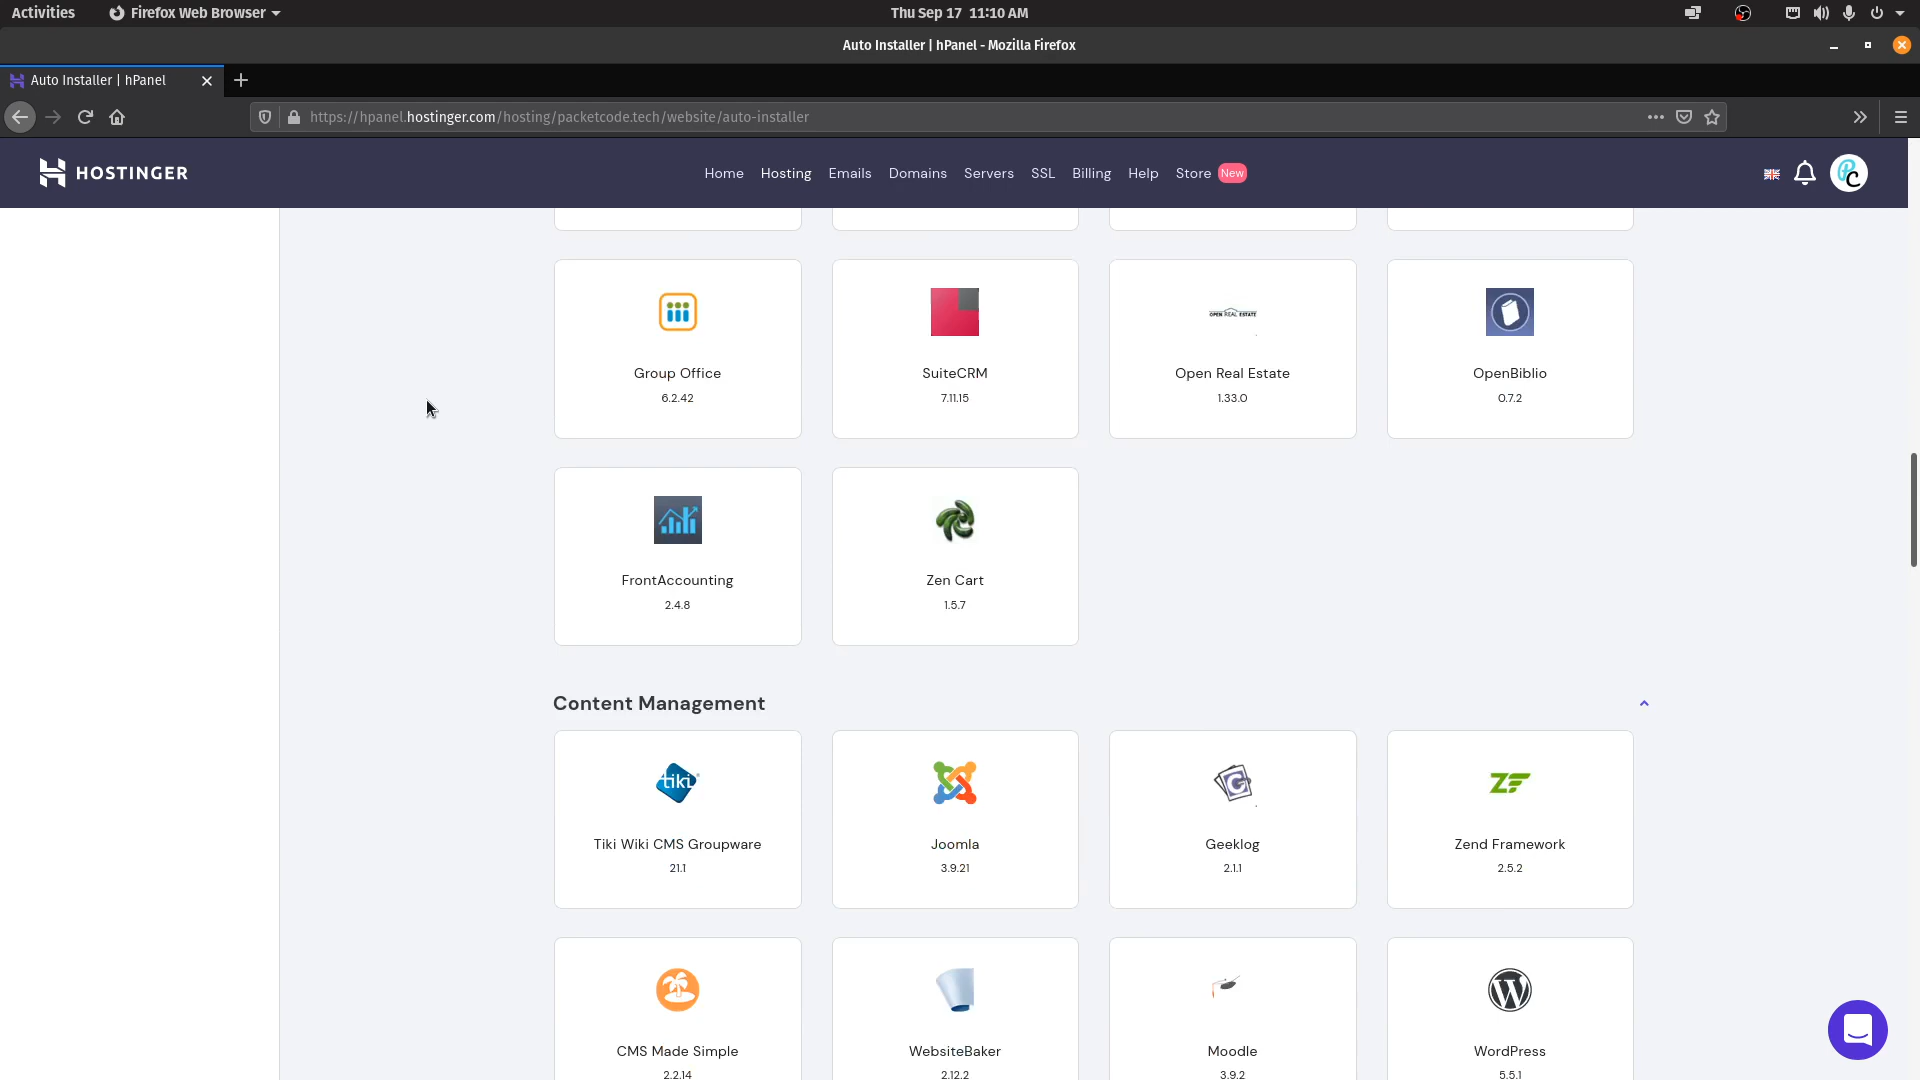 Activities
Firefox Web Browser
Thu Sep 17  11:10 AM
Auto Installer | hPanel - Mozilla Firefox
Auto Installer | hPanel
https://hpanel.hostinger.com/hosting/packetcode.tech/website/auto-installer
HOSTINGER
Home
Hosting
Emails
Domains
Servers
SSL
Billing
Help
Store
New
Group Office
6.2.42
SuiteCRM
7.11.15
OPEN REAL ESTATE
Open Real Estate
1.33.0
OpenBiblio
0.7.2
FrontAccounting
2.4.8
Zen Cart
1.5.7
Content Management
tiki
Tiki Wiki CMS Groupware
21.1
Joomla
3.9.21
G
Geeklog
2.1.1
ZF
Zend Framework
2.5.2
CMS Made Simple
2.2.14
WebsiteBaker
2.12.2
Moodle
3.9.2
WordPress
5.5.1